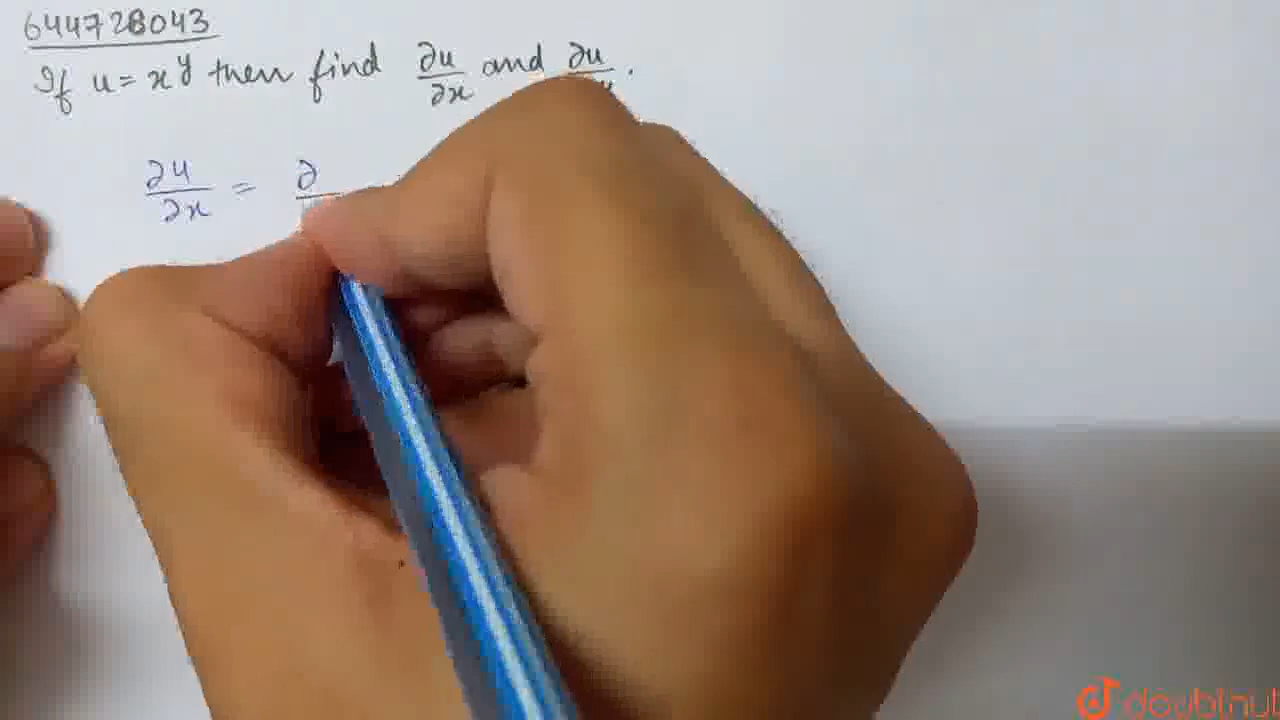 644728043
If u = x^y then find ∂u/∂x and ∂u
∂u/∂x = ∂
doubtnut